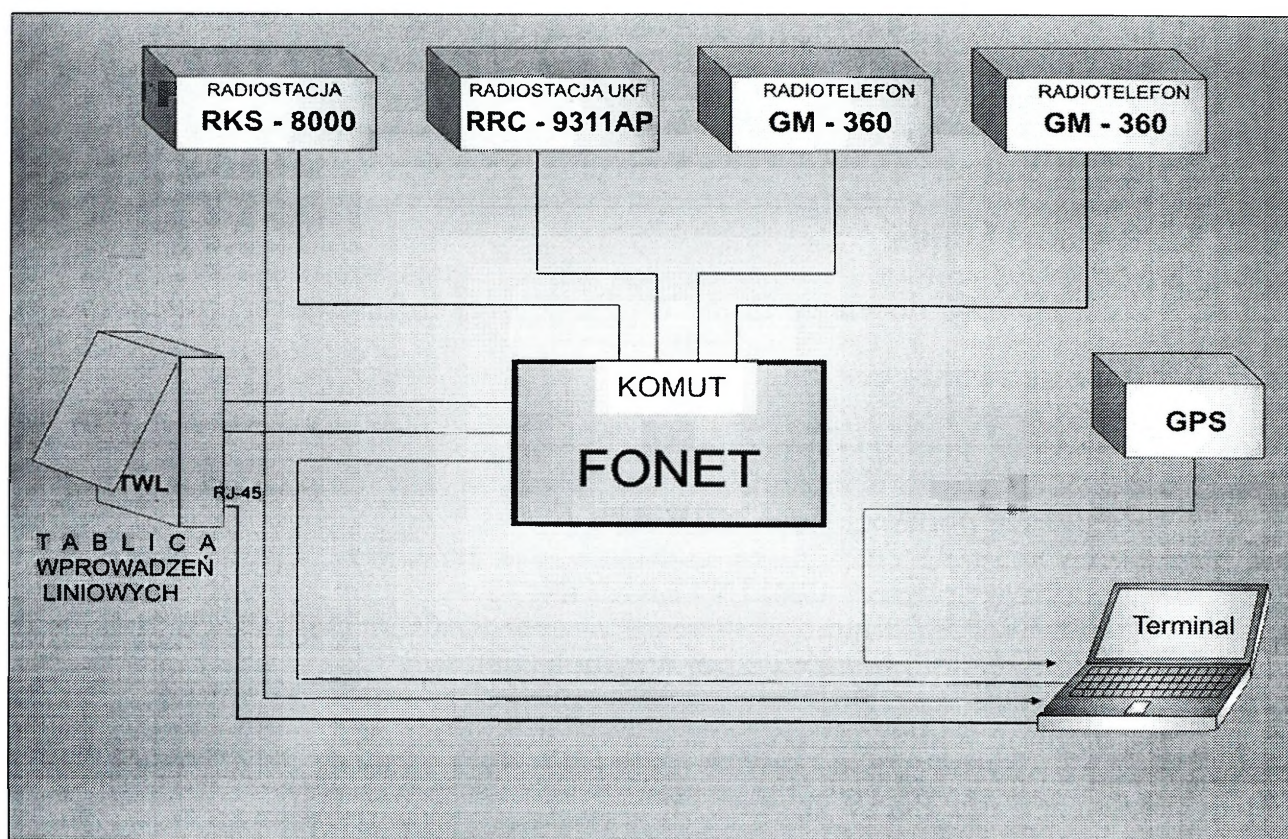 RADIOSTACJA
RKS - 8000
RADIOSTACJA UKF
RRC - 9311AP
RADIOTELEFON
GM - 360
RADIOTELEFON
GM - 360
KOMUT
FONET
GPS
TWL
RJ-45
TABLICA
WPROWADZEŃ
LINIOWYCH
Terminal